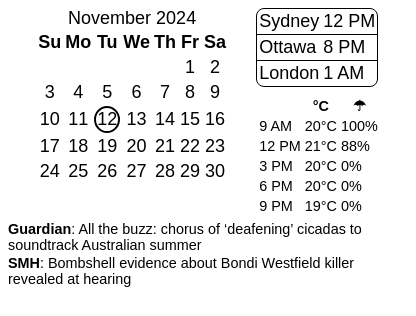 November 2024
Su Mo Tu We Th Fr Sa
1 2
3 4 5 6 7 8 9
10 11 12 13 14 15 16
17 18 19 20 21 22 23
24 25 26 27 28 29 30
Sydney 12 PM
Ottawa 8 PM
London 1 AM
°C ☂
9 AM 20°C 100%
12 PM 21°C 88%
3 PM 20°C 0%
6 PM 20°C 0%
9 PM 19°C 0%
Guardian: All the buzz: chorus of ‘deafening’ cicadas to
soundtrack Australian summer
SMH: Bombshell evidence about Bondi Westfield killer
revealed at hearing